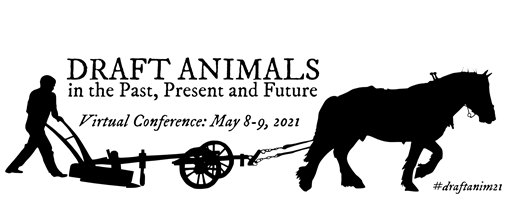 DRAFT ANIMALS
in the Past, Present and Future
Virtual Conference: May 8-9, 2021
#draftanim21